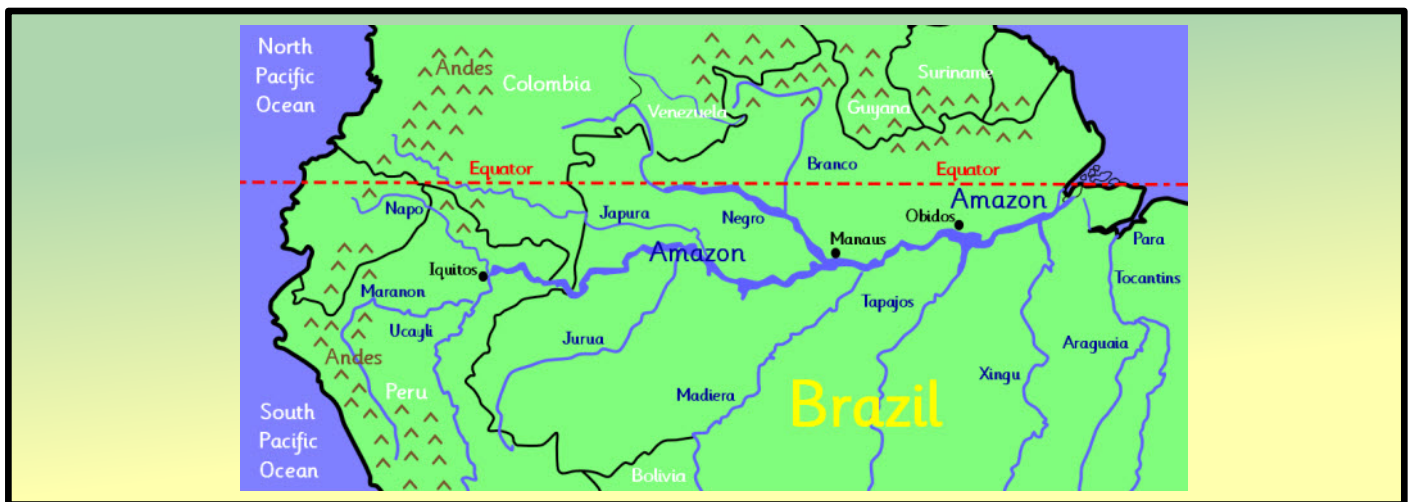 North
Pacific
Ocean
Andes
Colombia
Venezuela
Guyana
Suriname
Equator
Branco
Equator
Napo
Japura
Negro
Obidos
Amazon
Manaus
Amazon
Para
Iquitos
Tocantins
Maranon
Ucayli
Jurua
Tapajos
Araguaia
Andes
Peru
Madiera
Brazil
Xingu
South
Pacific
Ocean
Bolivia